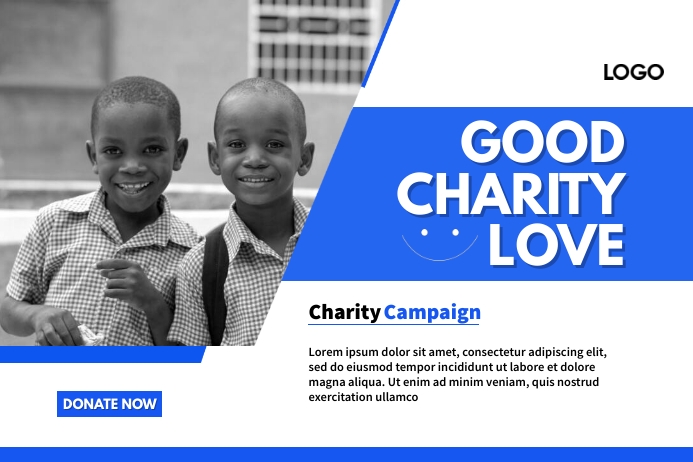 LOGO
GOOD
CHARITY
LOVE
Charity Campaign
Lorem ipsum dolor sit amet, consectetur adipiscing elit,
sed do eiusmod tempor incididunt ut labore et dolore
magna aliqua. Ut enim ad minim veniam, quis nostrud
exercitation ullamco
DONATE NOW